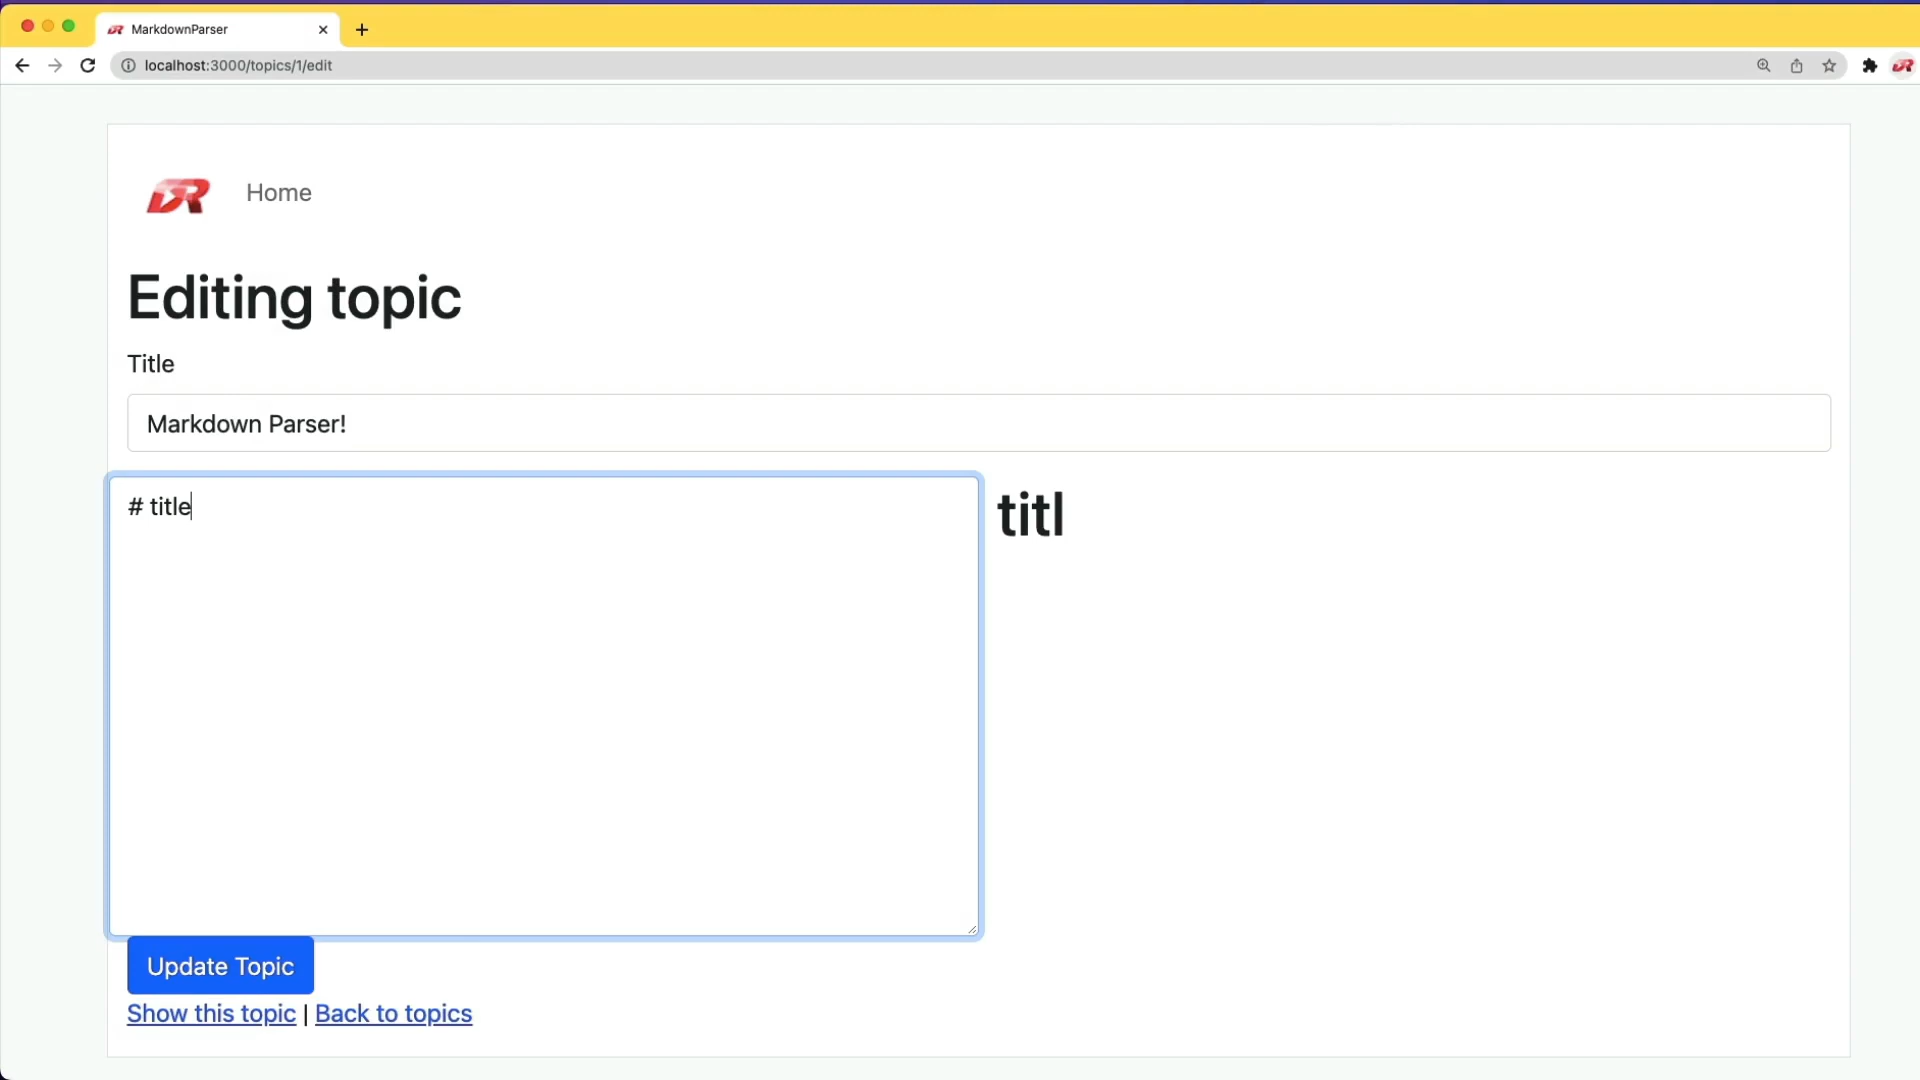 MarkdownParser
localhost:3000/topics/1/edit
DR Home
Editing topic
Title
Markdown Parser!
# title
titl
Update Topic
Show this topic | Back to topics